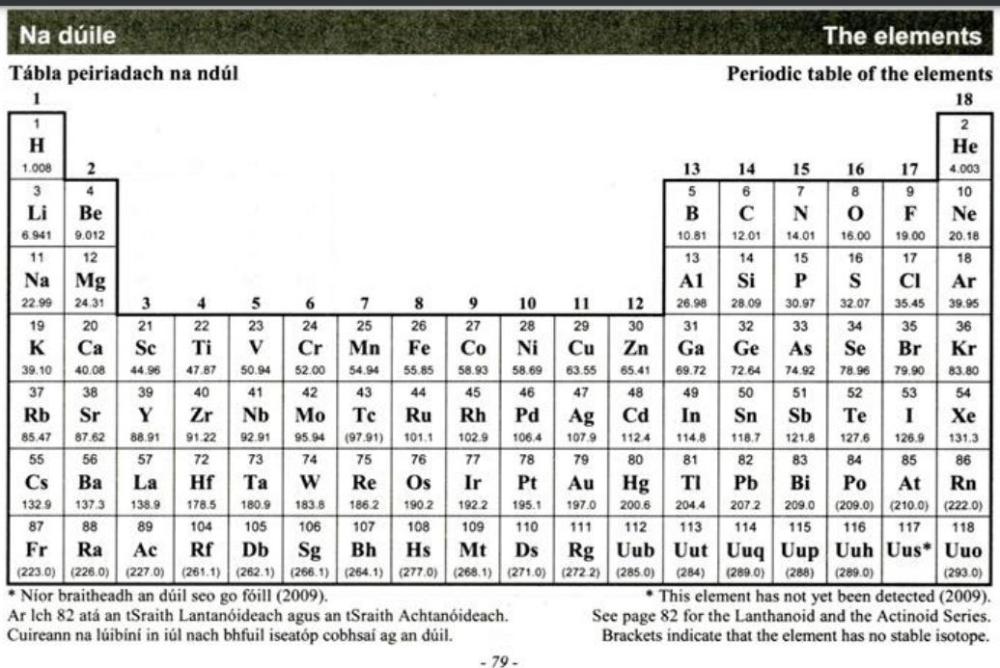 Na dúile The elements
Tábla peiriadach na ndúl Periodic table of the elements
1 18
1 2
H He
1.008 2 13 14 15 16 17 4.003
3 4 5 6 7 8 9 10
Li Be B C N O F Ne
6.941 9.012 10.81 12.01 14.01 16.00 19.00 20.18
11 12 13 14 15 16 17 18
Na Mg A1 Si P S Cl Ar
22.99 24.31 3 4 5 6 7 8 9 10 11 12 26.98 28.09 30.97 32.07 35.45 39.95
19 20 21 22 23 24 25 26 27 28 29 30 31 32 33 34 35 36
K Ca Sc Ti V Cr Mn Fe Co Ni Cu Zn Ga Ge As Se Br Kr
39.10 40.08 44.96 47.87 50.94 52.00 54.94 55.85 58.93 58.69 63.55 65.41 69.72 72.64 74.92 78.96 79.90 83.80
37 38 39 40 41 42 43 44 45 46 47 48 49 50 51 52 53 54
Rb Sr Y Zr Nb Mo Tc Ru Rh Pd Ag Cd In Sn Sb Te I Xe
85.47 87.62 88.91 91.22 92.91 95.94 (97.91) 101.1 102.9 106.4 107.9 112.4 114.8 118.7 121.8 127.6 126.9 131.3
55 56 57 72 73 74 75 76 77 78 79 80 81 82 83 84 85 86
Cs Ba La Hf Ta W Re Os Ir Pt Au Hg Tl Pb Bi Po At Rn
132.9 137.3 138.9 178.5 180.9 183.8 186.2 190.2 192.2 195.1 197.0 200.6 204.4 207.2 209.0 (209.0) (210.0) (222.0)
87 88 89 104 105 106 107 108 109 110 111 112 113 114 115 116 117 118
Fr Ra Ac Rf Db Sg Bh Hs Mt Ds Rg Uub Uut Uuq Uup Uuh Uus* Uuo
(223.0) (226.0) (227.0) (261.1) (262.1) (266.1) (264.1) (277.0) (268.1) (271.0) (272.2) (285.0) (284) (289.0) (288) (289.0) (293.0)
* Níor braitheadh an dúil seo go fóill (2009). * This element has not yet been detected (2009).
Ar lch 82 atá an tSraith Lantanóideach agus an tSraith Achtanóideach. See page 82 for the Lanthanoid and the Actinoid Series.
Cuireann na lúibíní in iúl nach bhfuil iseatóp cobhsaí ag an dúil. Brackets indicate that the element has no stable isotope.
- 79 -